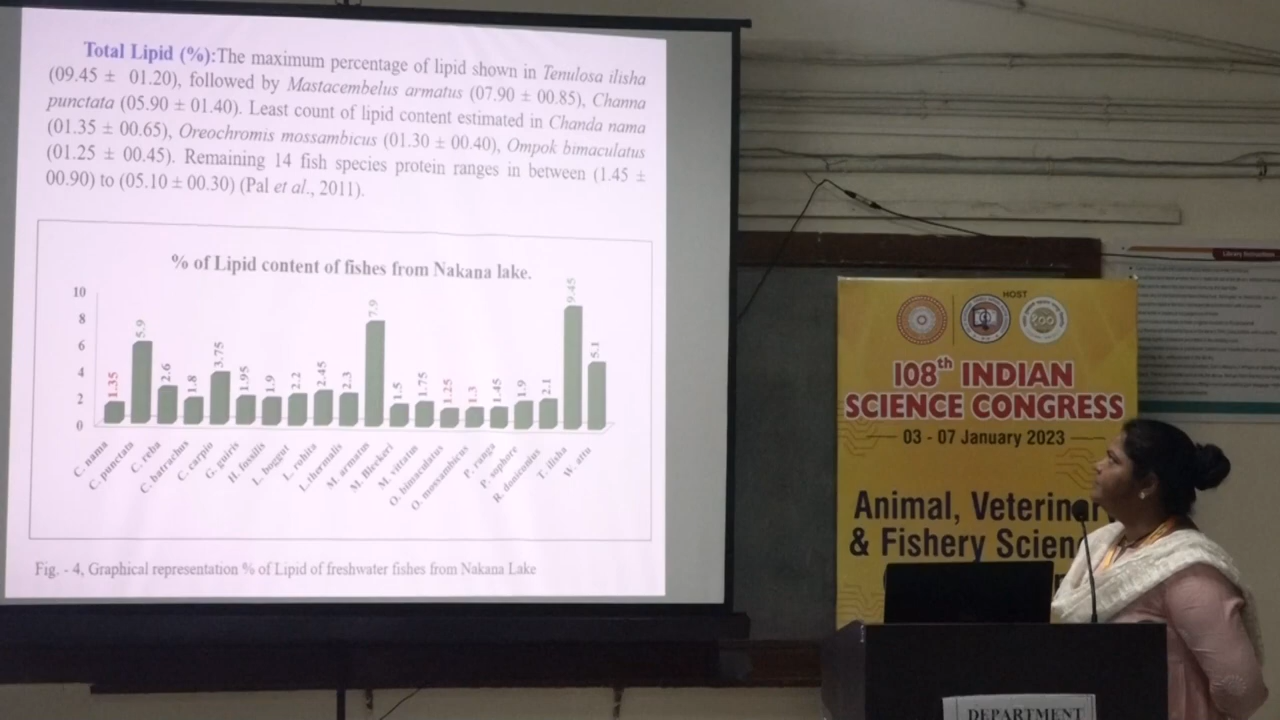 Total Lipid (%):The maximum percentage of lipid shown in Tenulosa ilisha
(09.45 ± 01.20), followed by Mastacembelus armatus (07.90 ± 00.85), Channa
punctata (05.90 ± 01.40). Least count of lipid content estimated in Chanda nama
(01.35 ± 00.65), Oreochromis mossambicus (01.30 ± 00.40), Ompok bimaculatus
(01.25 ± 00.45). Remaining 14 fish species protein ranges in between (1.45 ±
00.90) to (05.10 ± 00.30) (Pal et al., 2011).
% of Lipid content of fishes from Nakana lake.
10
8
6
4
2
0
1.35
5.9
2.6
1.8
3.75
1.95
1.9
2.2
2.45
2.3
7.9
1.5
1.75
1.25
1.3
1.45
1.9
2.1
9.45
5.1
C. nama
C. punctata
C. reba
C. batrachus
C. carpio
G. guiris
H. fossilis
L. boggut
L. rohita
L.thermalis
M. armatus
M. Bleekeri
M. vittatus
O. bimaculatus
O. mossambicus
P. ranga
P. sophore
R. doniconius
T. ilisha
W. attu
Fig. - 4, Graphical representation % of Lipid of freshwater fishes from Nakana Lake
HOST
108th INDIAN
SCIENCE CONGRESS
03 - 07 January 2023
Animal, Veterinar
& Fishery Scien
DEPARTMENT